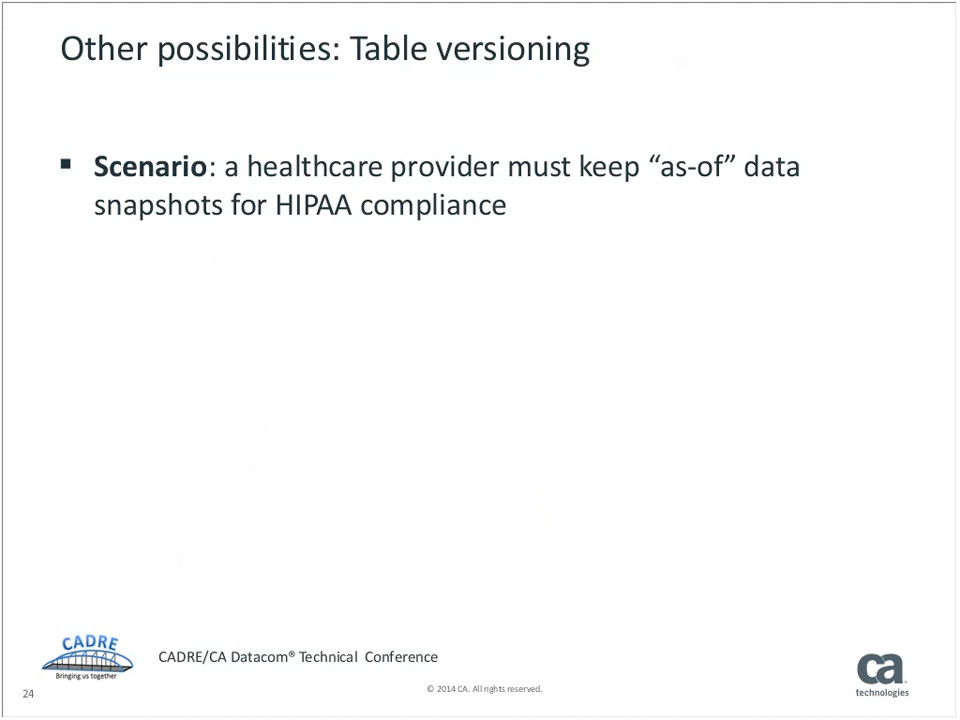 Other possibilities: Table versioning
▪ Scenario: a healthcare provider must keep “as-of” data
snapshots for HIPAA compliance
CADRE
Bringing us together
CADRE/CA Datacom® Technical Conference
ca
technologies
24
© 2014 CA. All rights reserved.